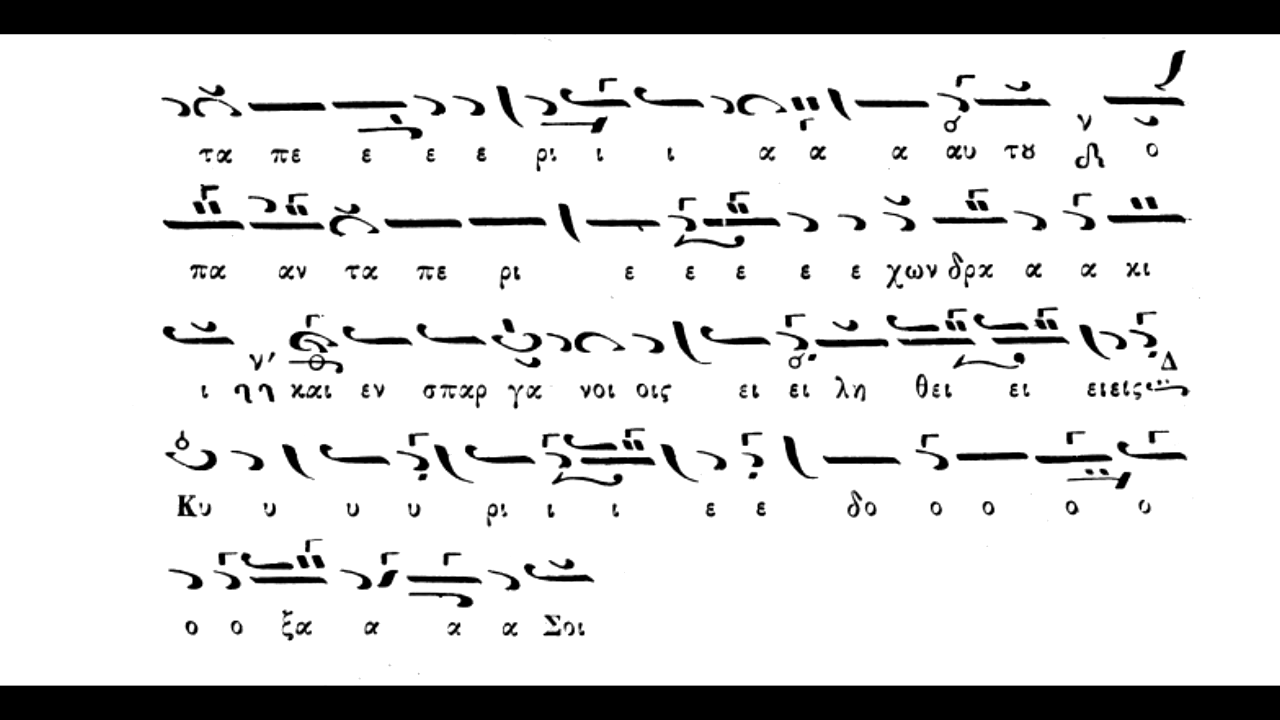 τα πε ε ε ε ρι ι ι α α α αυ τȣ ο
πα αν τα πε ρι ε ε ε ε ε χων δρα α α κι
ι και εν σπαρ γα νοι οις ει ει λη θει ει ειεις
Κυ υ υ υ ρι ι ι ε ε δο ο ο ο ο
ο ο ξα α α α Σοι